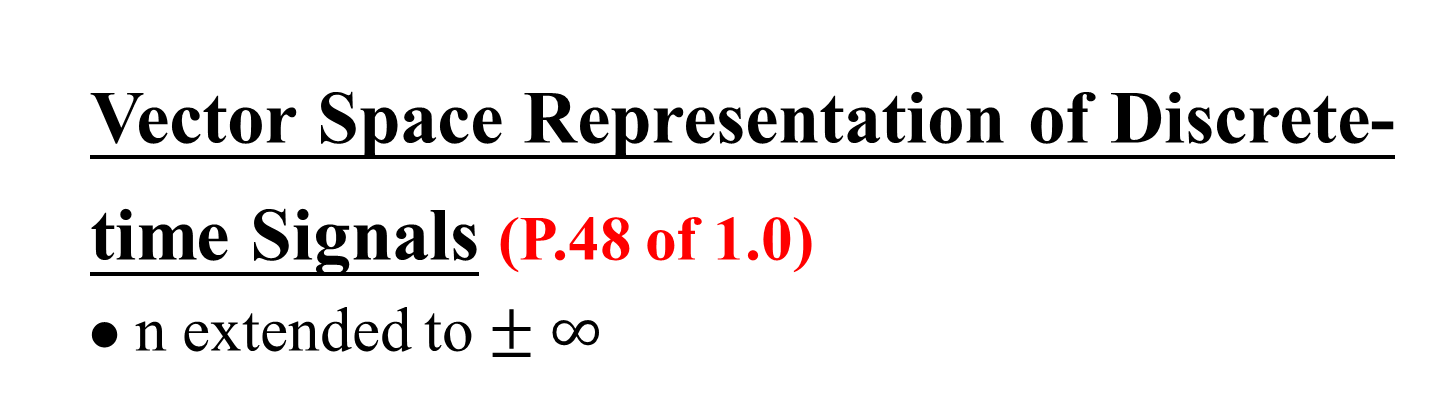 Vector Space Representation of Discrete-
time Signals (P.48 of 1.0)
● n extended to ± ∞